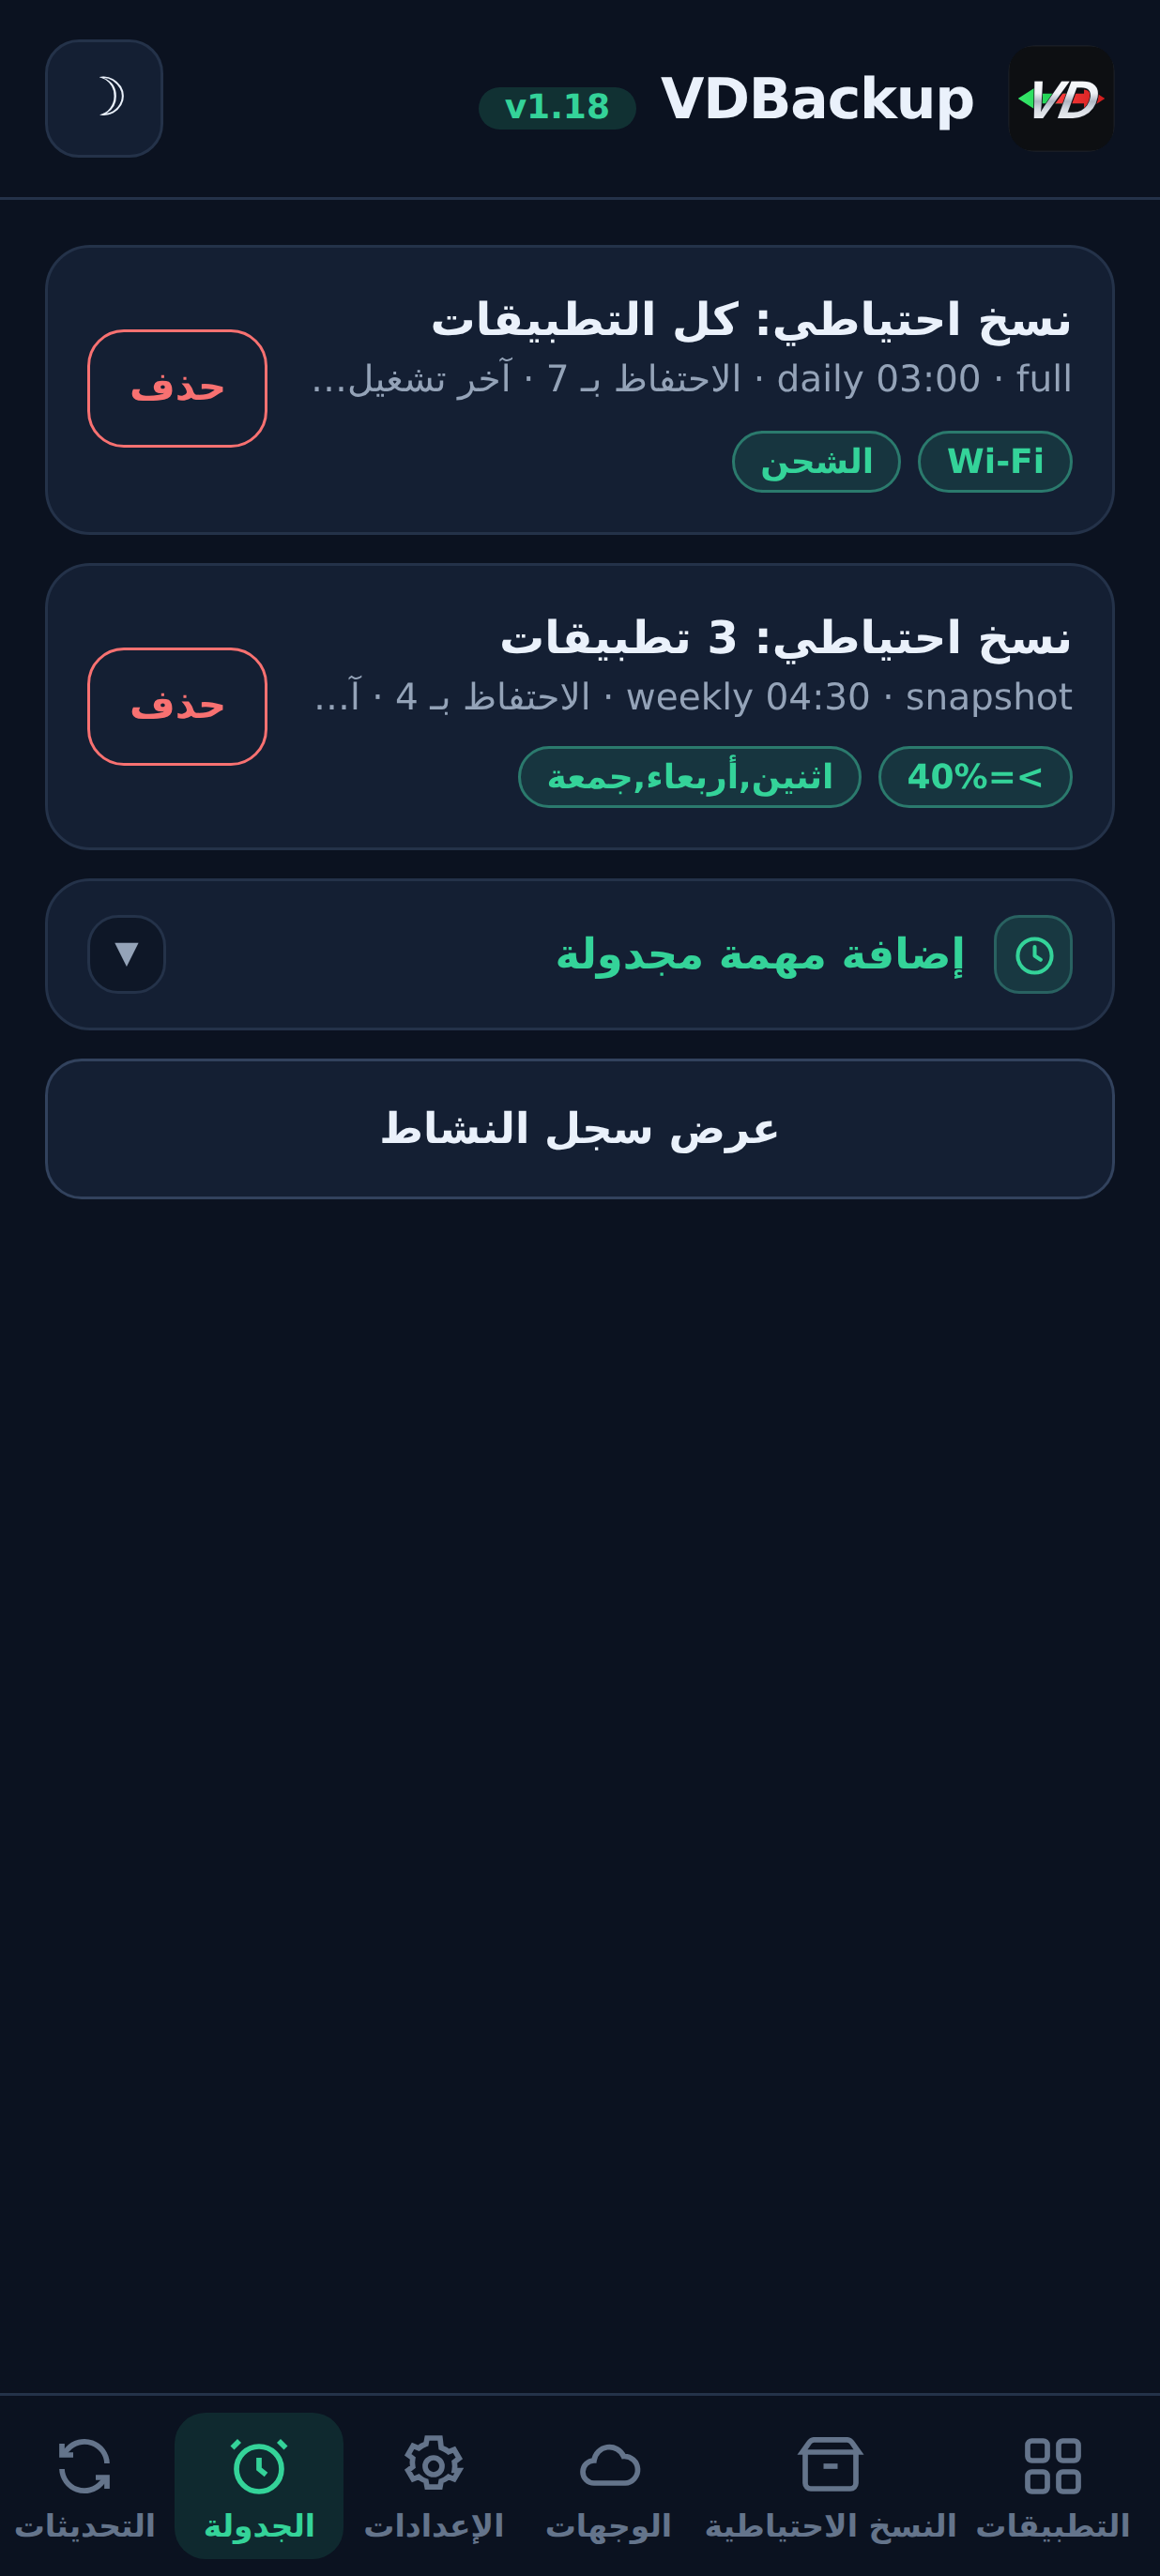 VD VDBackup v1.18
نسخ احتياطي: كل التطبيقات
full · daily 03:00 · الاحتفاظ بـ 7 · آخر تشغيل...
Wi-Fi الشحن
حذف
نسخ احتياطي: 3 تطبيقات
snapshot · weekly 04:30 · الاحتفاظ بـ 4 · آ...
>=40% اثنين,أربعاء,جمعة
حذف
إضافة مهمة مجدولة ▼
عرض سجل النشاط
التطبيقات النسخ الاحتياطية الوجهات الإعدادات الجدولة التحديثات